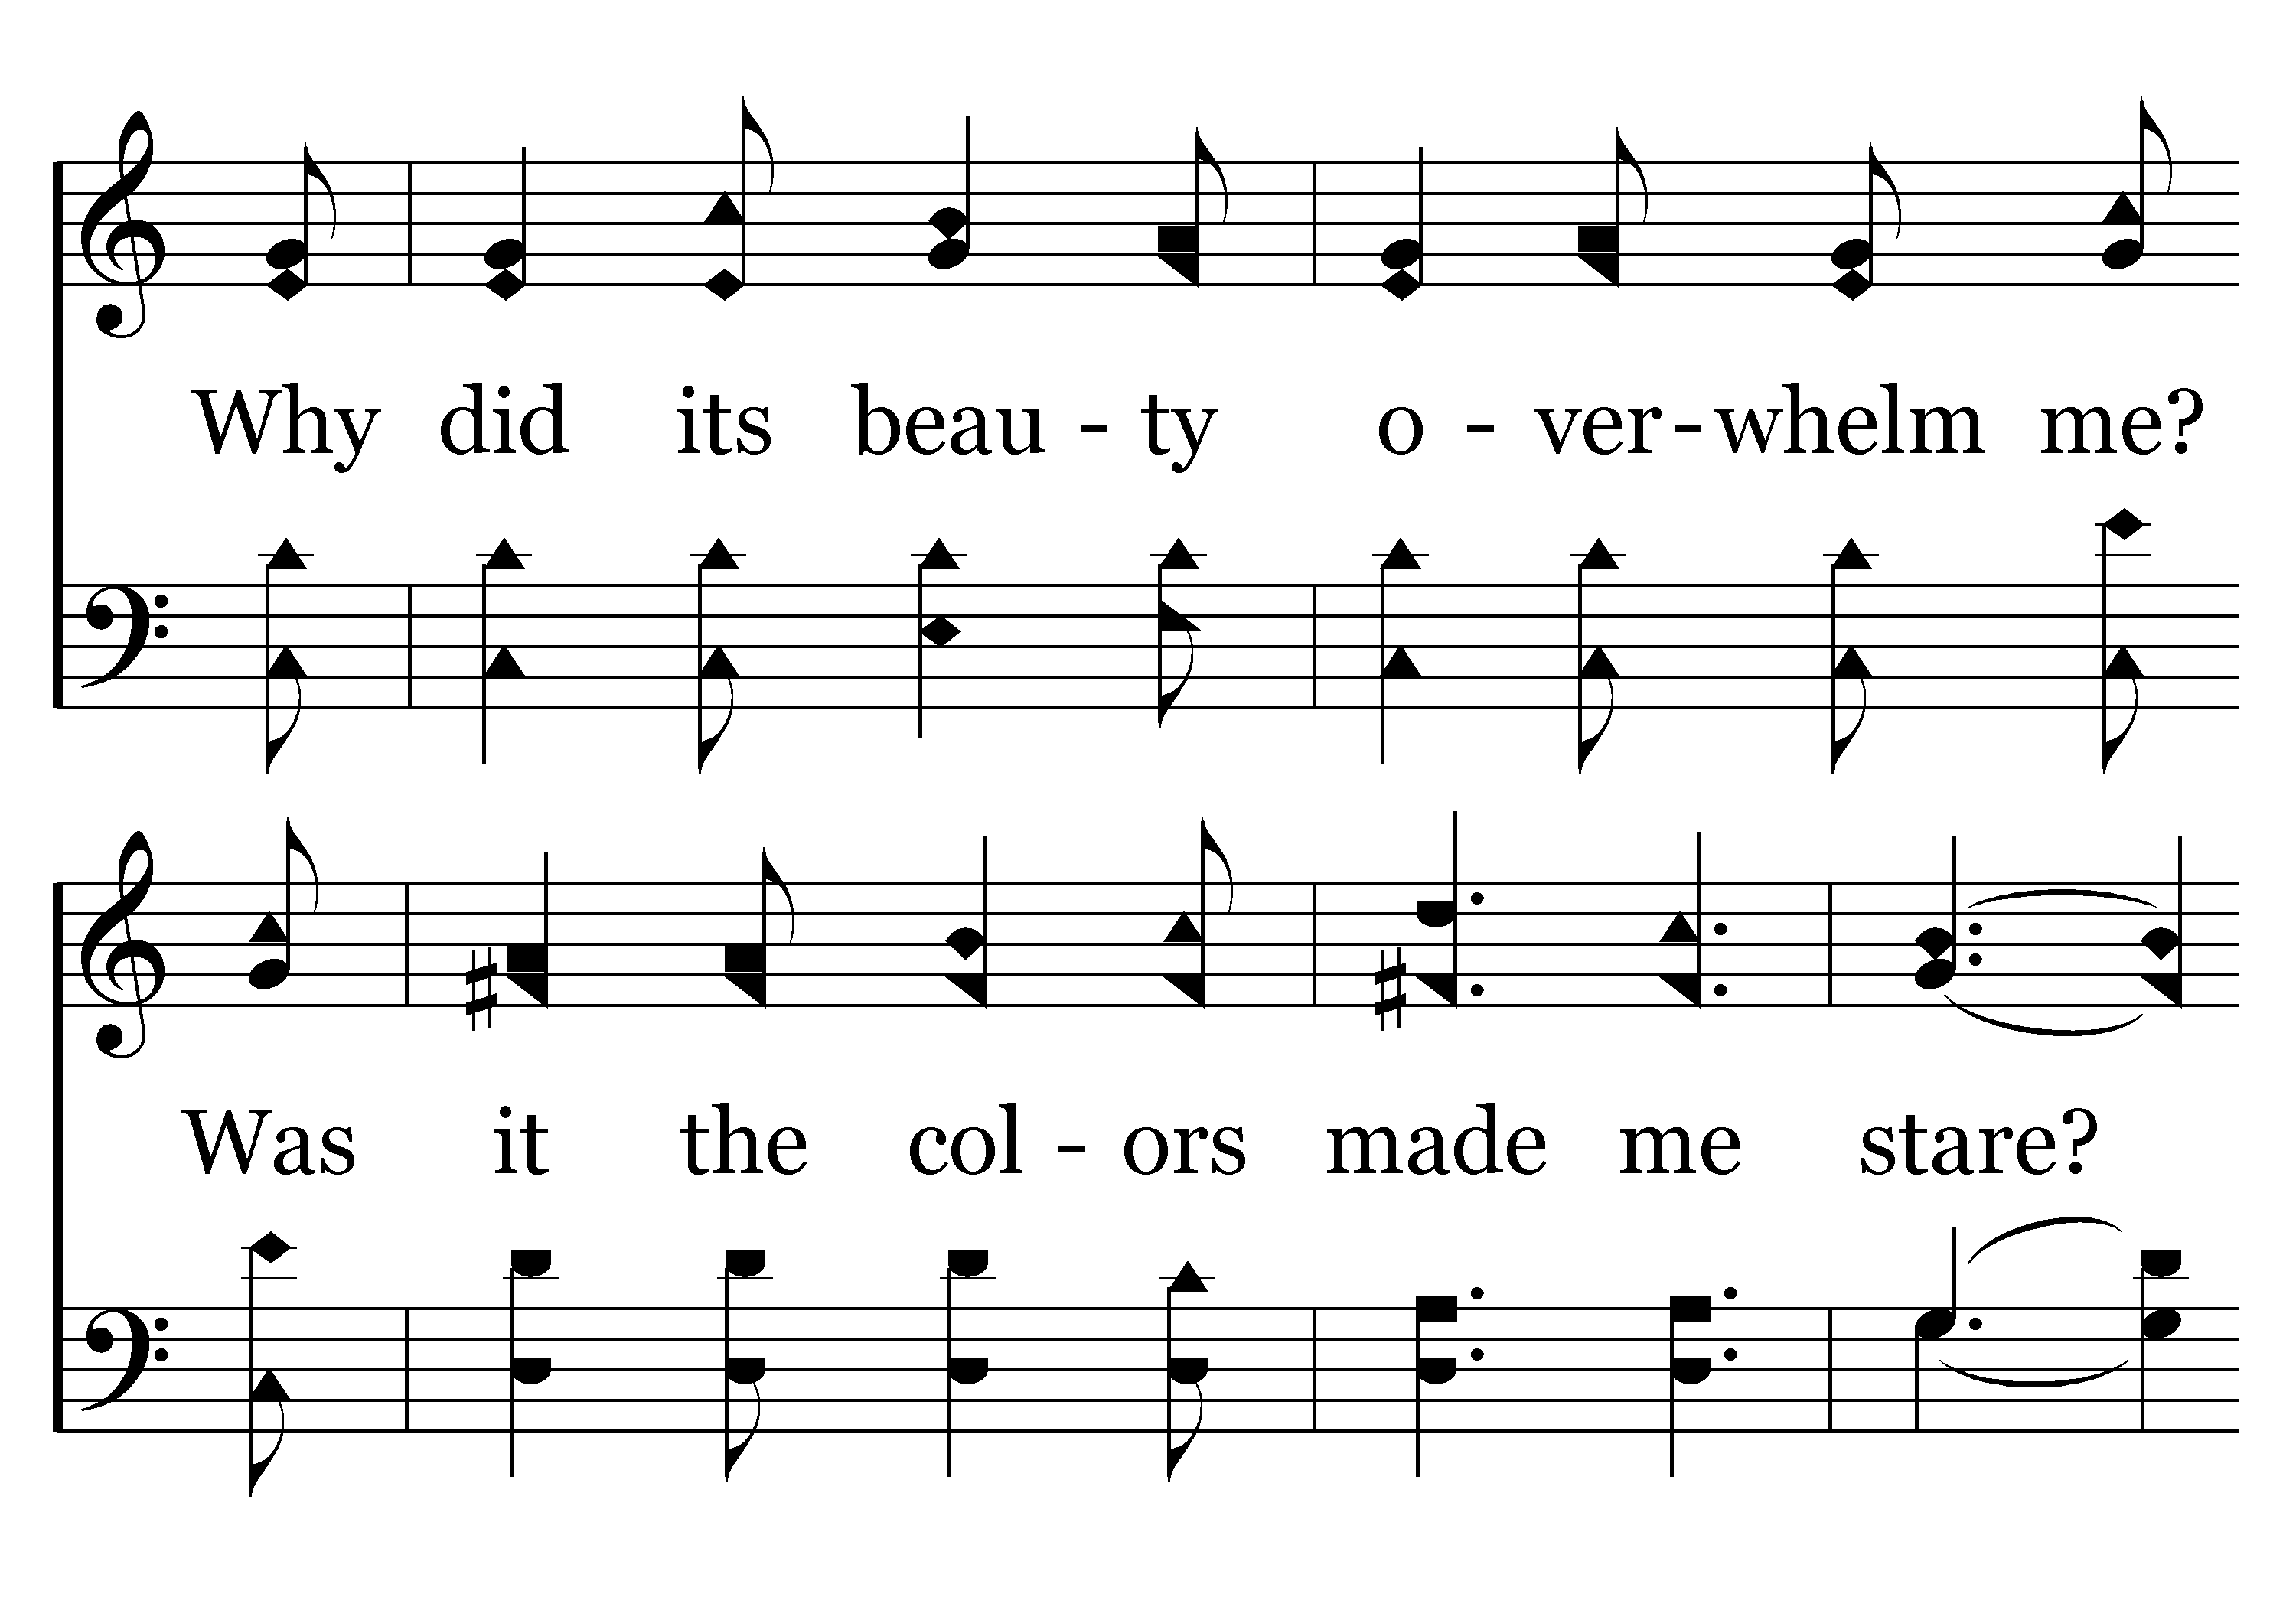 Why did its beau - ty o - ver - whelm me?
Was it the col - ors made me stare?